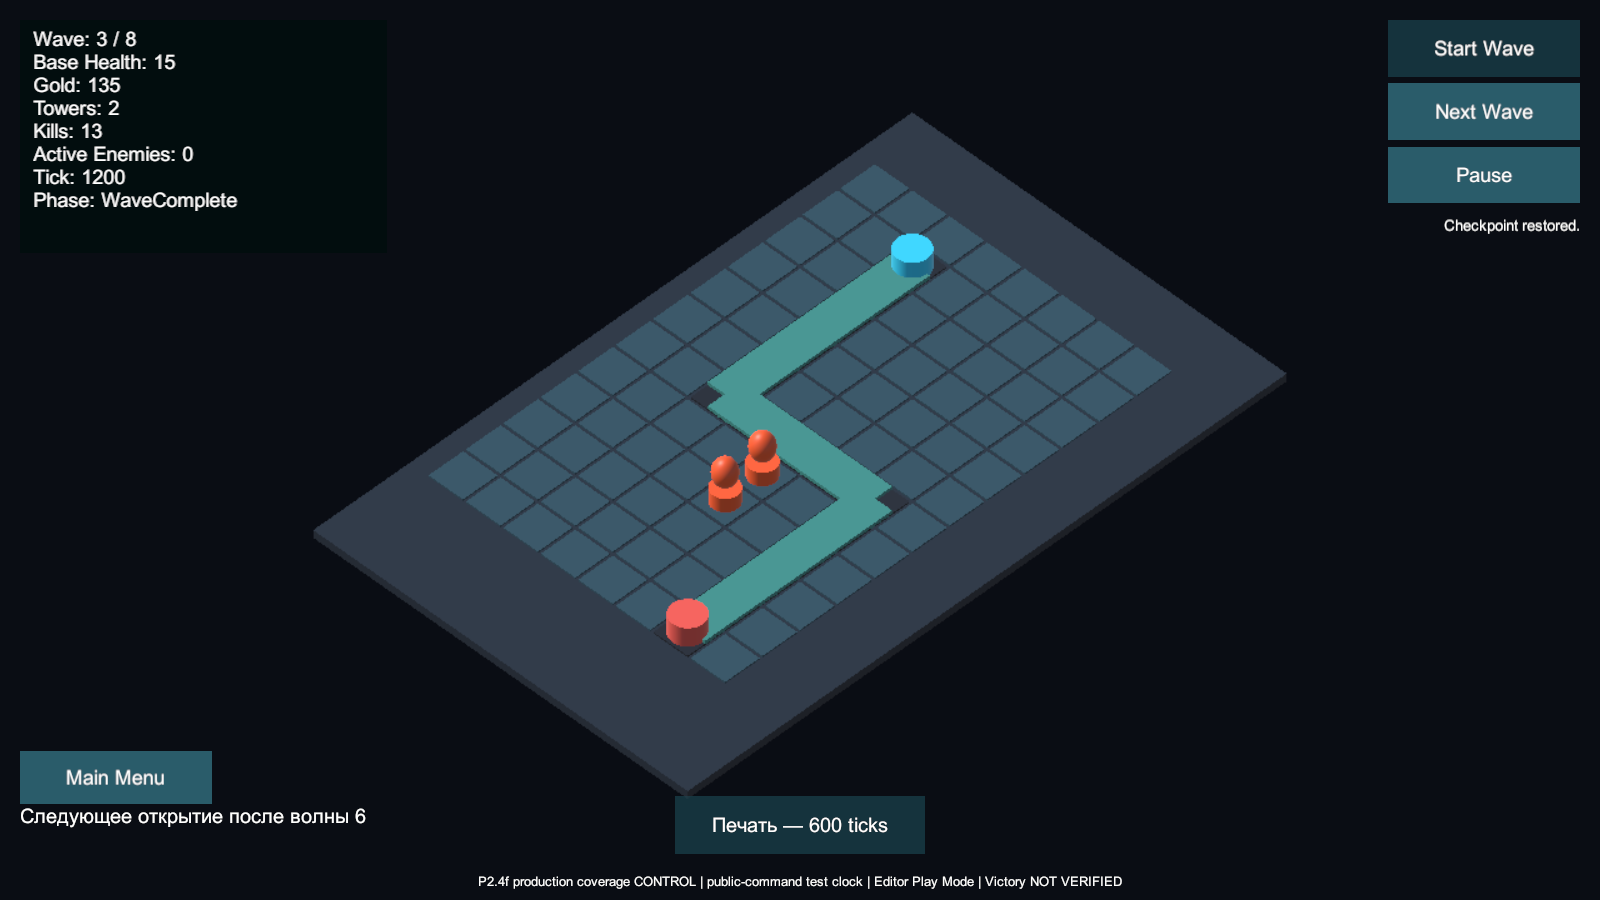 Wave: 3 / 8
Base Health: 15
Gold: 135
Towers: 2
Kills: 13
Active Enemies: 0
Tick: 1200
Phase: WaveComplete
Start Wave
Next Wave
Pause
Checkpoint restored.
Main Menu
Следующее открытие после волны 6
Печать — 600 ticks
P2.4f production coverage CONTROL | public-command test clock | Editor Play Mode | Victory NOT VERIFIED